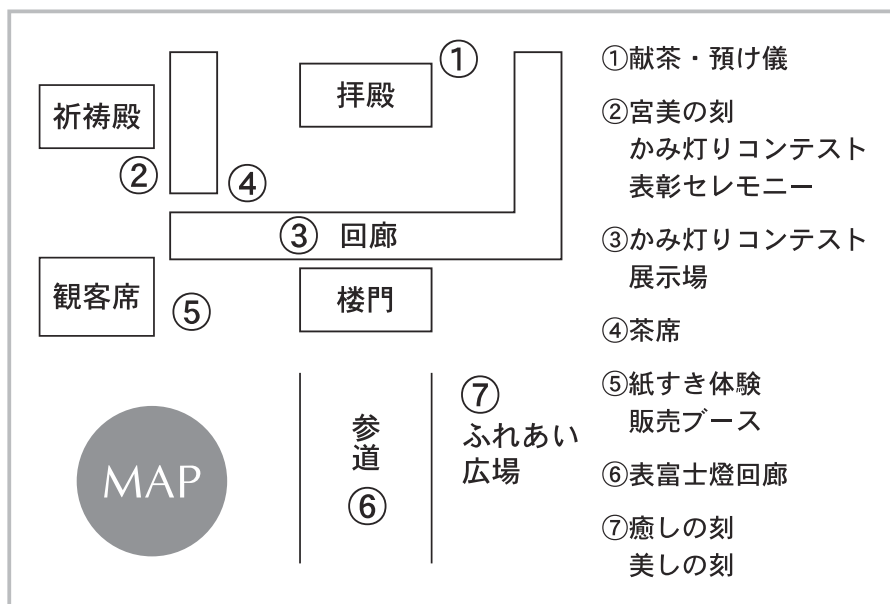 ①
拝殿
祈祷殿
②
④
③ 回廊
観客席
⑤
楼門
MAP
参道
⑥
⑦
ふれあい
広場
①献茶・預け儀
②宮美の刻
かみ灯りコンテスト
表彰セレモニー
③かみ灯りコンテスト
展示場
④茶席
⑤紙すき体験
販売ブース
⑥表富士燈回廊
⑦癒しの刻
美しの刻